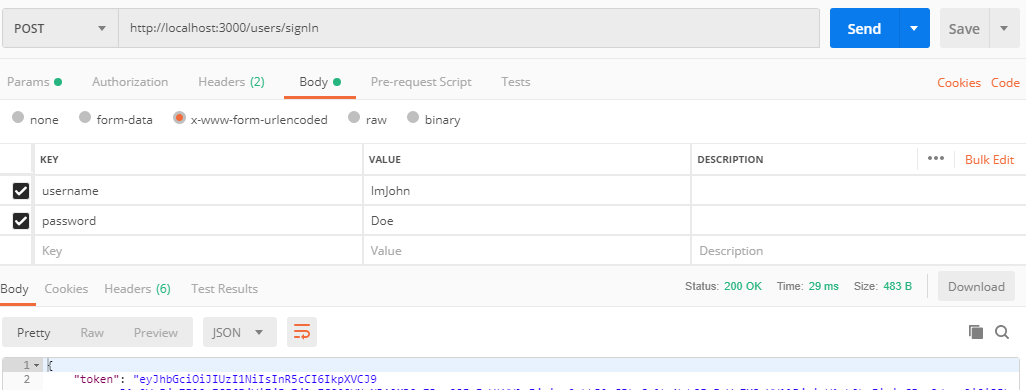 POST http://localhost:3000/users/signIn Send Save
Params Authorization Headers (2) Body Pre-request Script Tests Cookies Code
none form-data x-www-form-urlencoded raw binary
KEY VALUE DESCRIPTION ••• Bulk Edit
username ImJohn
password Doe
Key Value Description
Body Cookies Headers (6) Test Results Status: 200 OK Time: 29 ms Size: 483 B Download
Pretty Raw Preview JSON
1 {
2 "token": "eyJhbGciOiJIUzI1NiIsInR5cCI6IkpXVCJ9